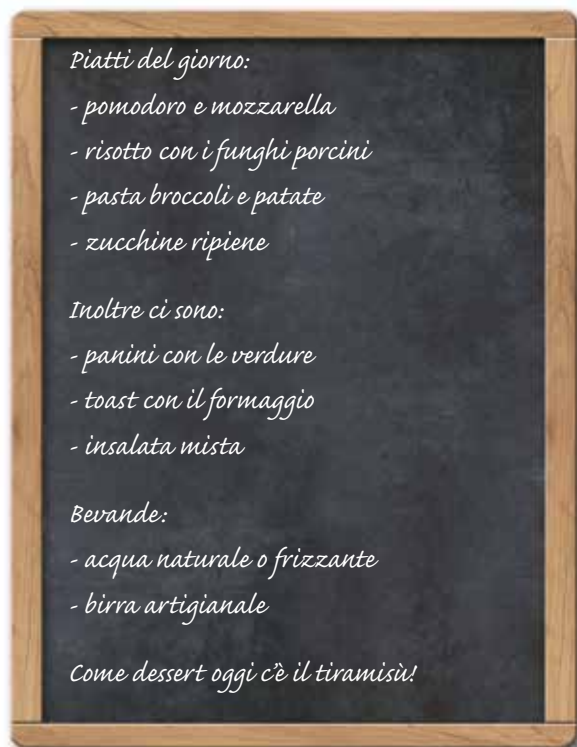 Piatti del giorno:
- pomodoro e mozzarella
- risotto con i funghi porcini
- pasta broccoli e patate
- zucchine ripiene
Inoltre ci sono:
- panini con le verdure
- toast con il formaggio
- insalata mista
Bevande:
- acqua naturale o frizzante
- birra artigianale
Come dessert oggi c'è il tiramisù!